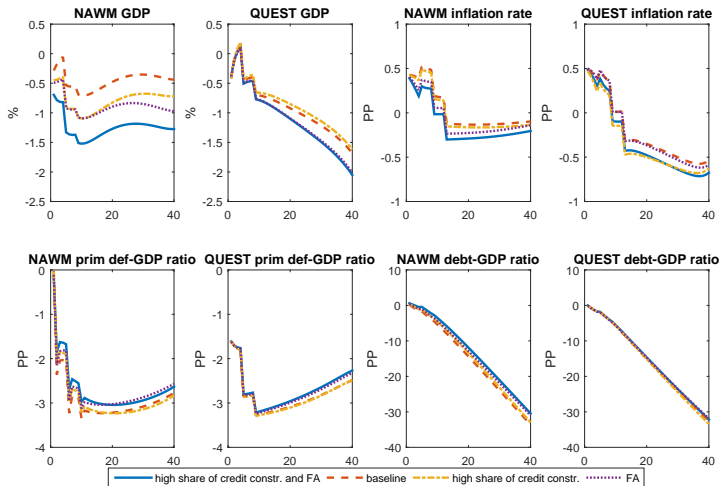 NAWM GDP
QUEST GDP
NAWM inflation rate
QUEST inflation rate
0.5
0
-0.5
-1
-1.5
-2
-2.5
%
0 20 40
0.5
0
-0.5
-1
-1.5
-2
-2.5
%
0 20 40
1
0.5
0
-0.5
-1
PP
0 20 40
1
0.5
0
-0.5
-1
PP
0 20 40
NAWM prim def-GDP ratio
QUEST prim def-GDP ratio
NAWM debt-GDP ratio
QUEST debt-GDP ratio
0
-1
-2
-3
-4
PP
0 20 40
0
-1
-2
-3
-4
PP
0 20 40
10
0
-10
-20
-30
-40
PP
0 20 40
10
0
-10
-20
-30
-40
PP
0 20 40
high share of credit constr. and FA
baseline
high share of credit constr.
FA